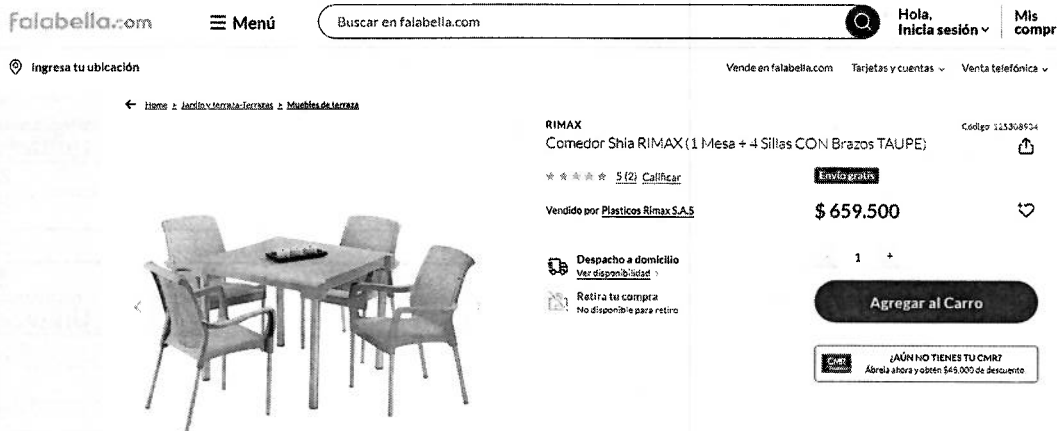 falabella.com
Menú
Buscar en falabella.com
Hola,
Inicia sesión
Mis
compr
Ingresa tu ubicación
Vende en falabella.com Tarjetas y cuentas Venta telefónica
Home > Jardín y terraza-Terrazas > Muebles de terraza
RIMAX
Código 125308934
Comedor Shia RIMAX (1 Mesa + 4 Sillas CON Brazos TAUPE)
5 (2) Calificar
Envío gratis
Vendido por Plasticos Rimax S.A.S
$ 659.500
Despacho a domicilio
Ver disponibilidad >
- 1 +
Retira tu compra
No disponible para retiro
Agregar al Carro
CMR
¿AÚN NO TIENES TU CMR?
Ábrela ahora y obtén $45.000 de descuento